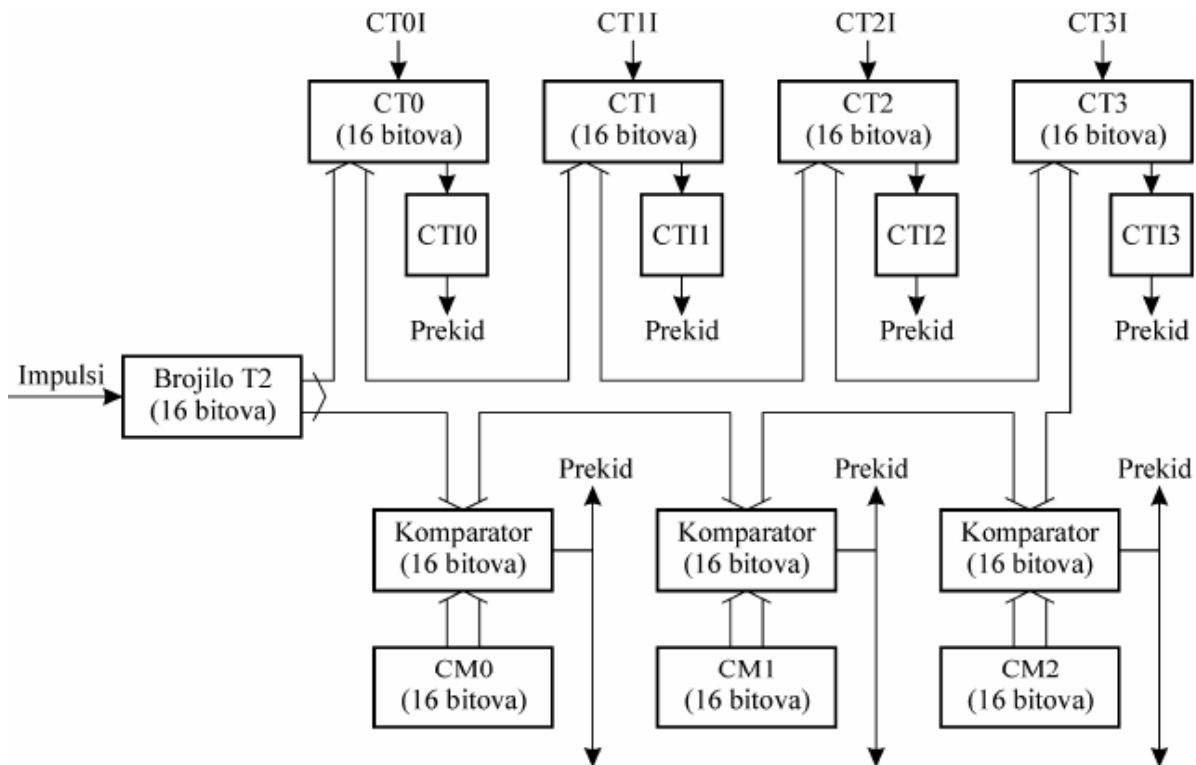 CT0I
CT1I
CT2I
CT3I
CT0
(16 bitova)
CT1
(16 bitova)
CT2
(16 bitova)
CT3
(16 bitova)
CTI0
CTI1
CTI2
CTI3
Prekid
Prekid
Prekid
Prekid
Impulsi
Brojilo T2
(16 bitova)
Prekid
Prekid
Prekid
Komparator
(16 bitova)
Komparator
(16 bitova)
Komparator
(16 bitova)
CM0
(16 bitova)
CM1
(16 bitova)
CM2
(16 bitova)